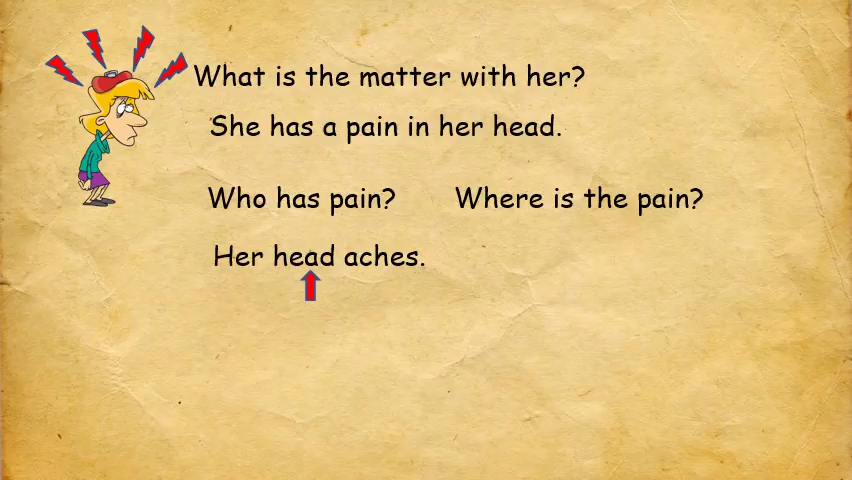 What is the matter with her?
She has a pain in her head.
Who has pain? Where is the pain?
Her head aches.